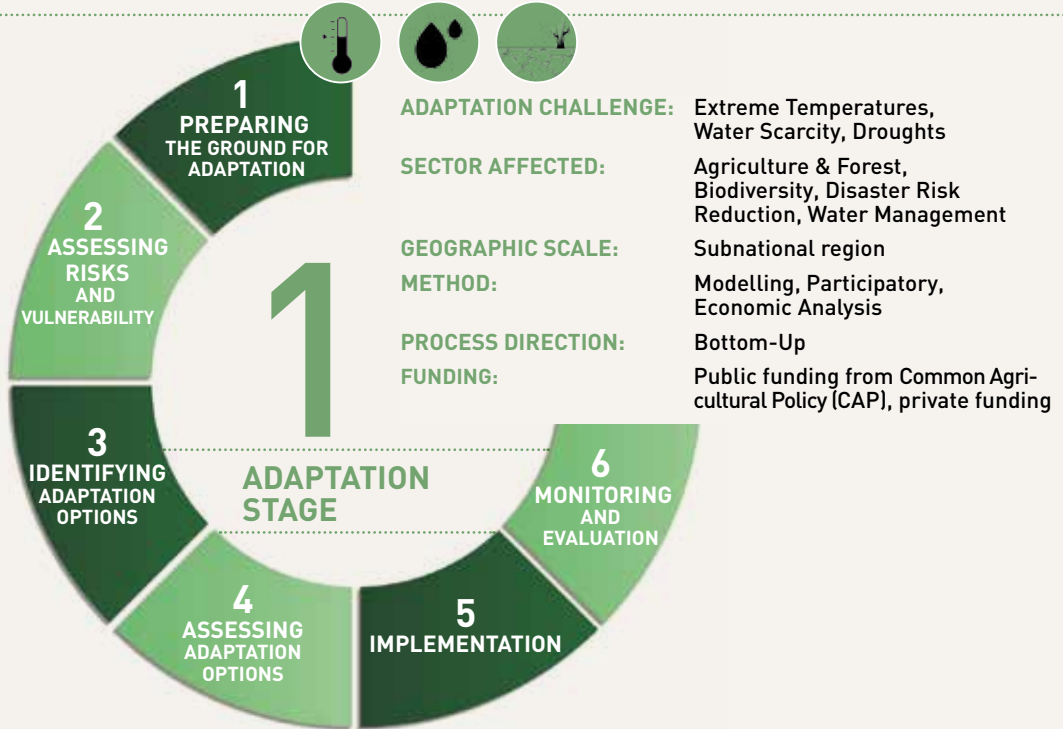 1
PREPARING
THE GROUND FOR
ADAPTATION
2
ASSESSING
RISKS
AND
VULNERABILITY
3
IDENTIFYING
ADAPTATION
OPTIONS
4
ASSESSING
ADAPTATION
OPTIONS
5
IMPLEMENTATION
6
MONITORING
AND
EVALUATION
1
ADAPTATION
STAGE
ADAPTATION CHALLENGE: Extreme Temperatures,
Water Scarcity, Droughts
SECTOR AFFECTED: Agriculture & Forest,
Biodiversity, Disaster Risk
Reduction, Water Management
GEOGRAPHIC SCALE: Subnational region
METHOD: Modelling, Participatory,
Economic Analysis
PROCESS DIRECTION: Bottom-Up
FUNDING: Public funding from Common Agri-
cultural Policy (CAP), private funding